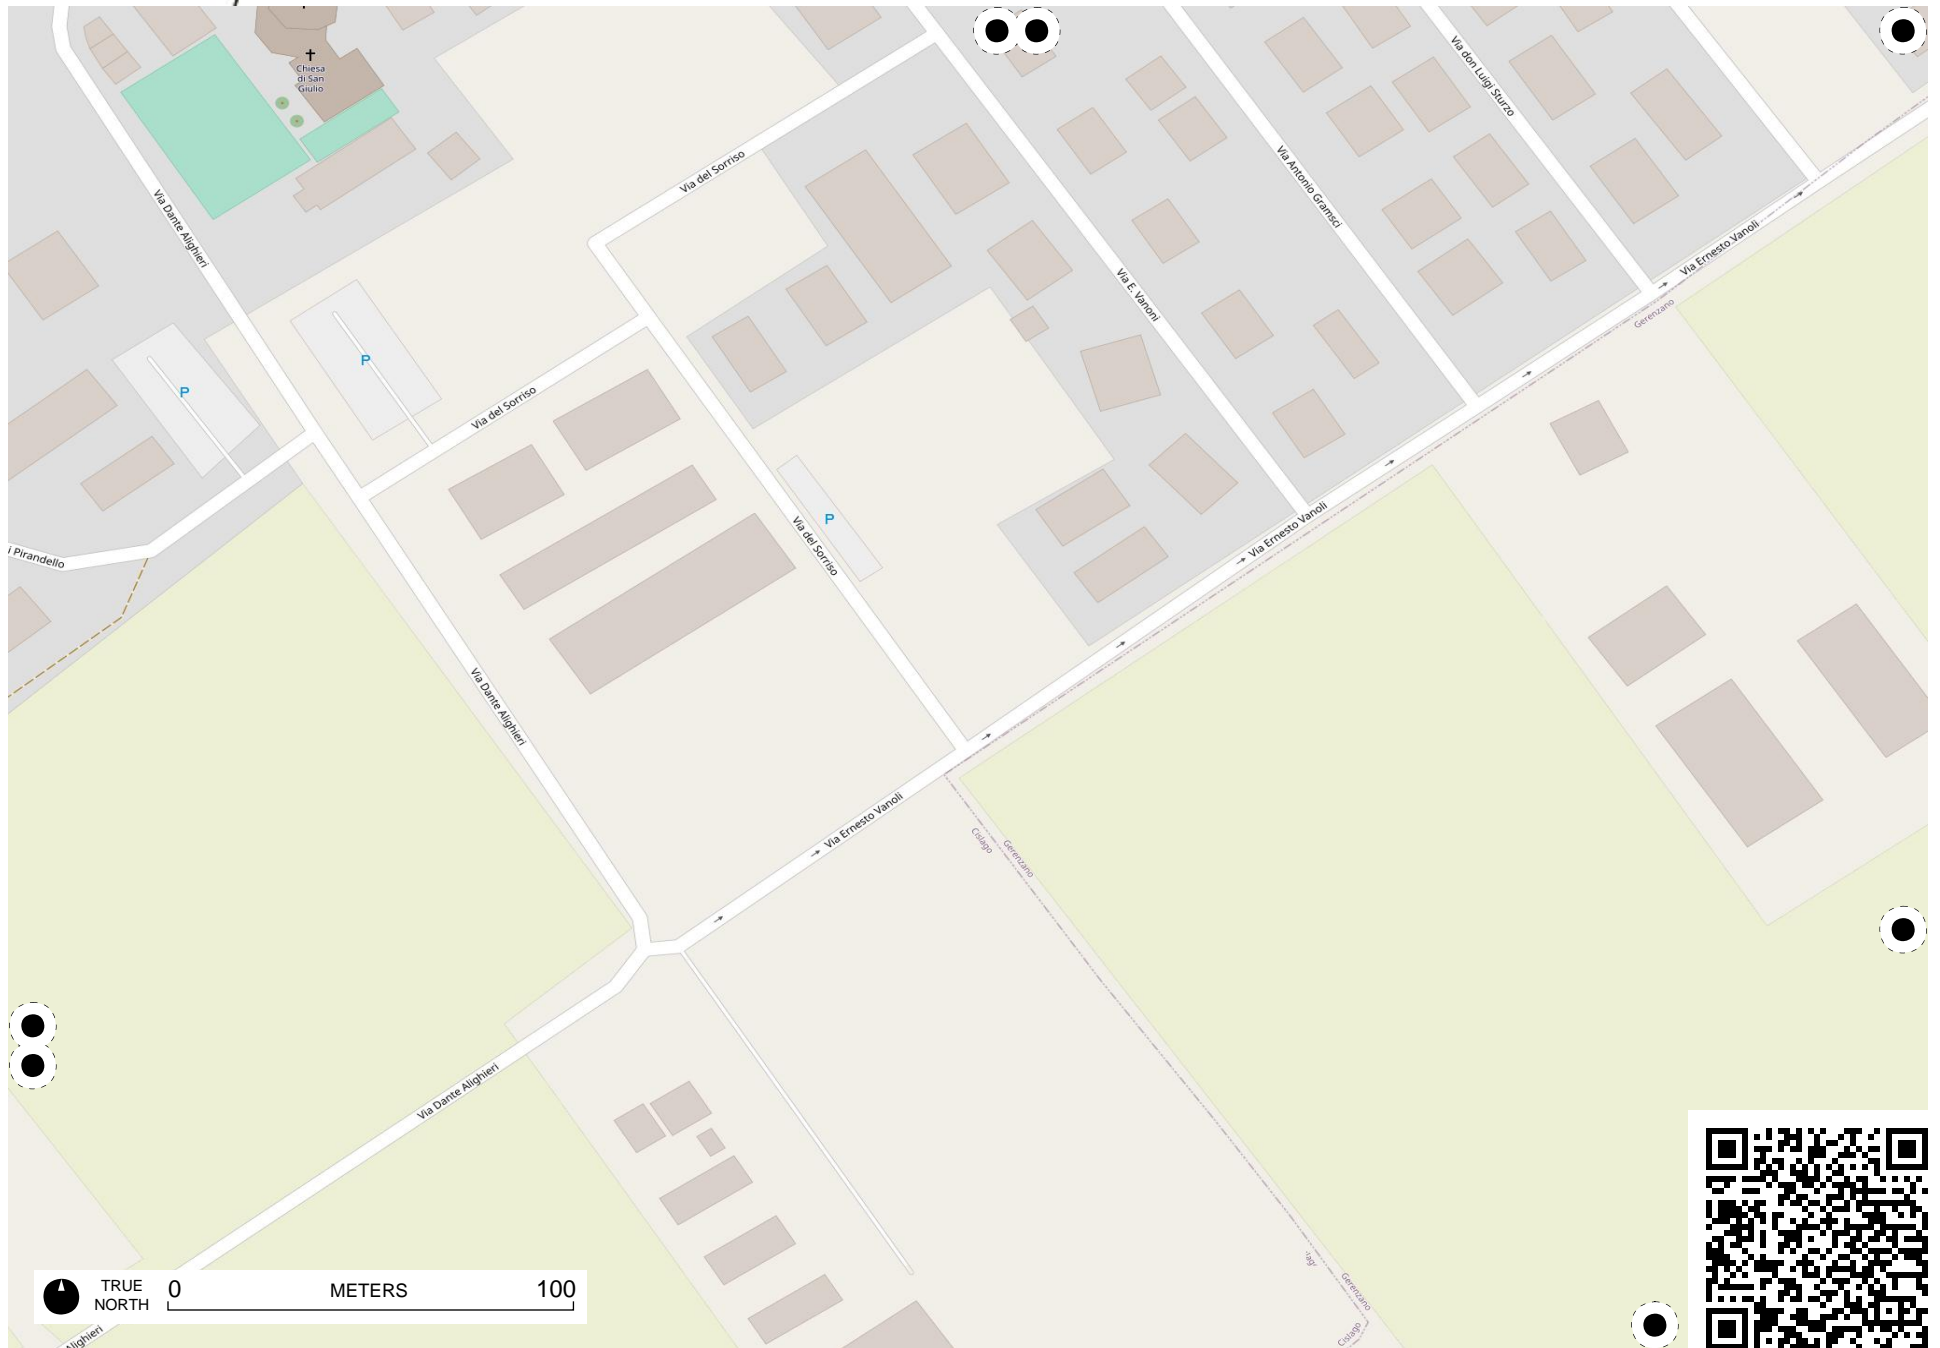 Chiesa
di San
Giulio
Via don Luigi Sturzo
Via del Sorriso
Via Antonio Gramsci
Via Dante Alighieri
Via Ernesto Vanoli
Via E. Vanoni
Gerenzano
P
P
Via del Sorriso
P
Via del Sorriso
Via Ernesto Vanoli
i Pirandello
Via Dante Alighieri
Via Ernesto Vanoli
Cislago
Gerenzano
Via Dante Alighieri
Gerenzano
Cislago
Alighieri
TRUE
NORTH
0 METERS 100